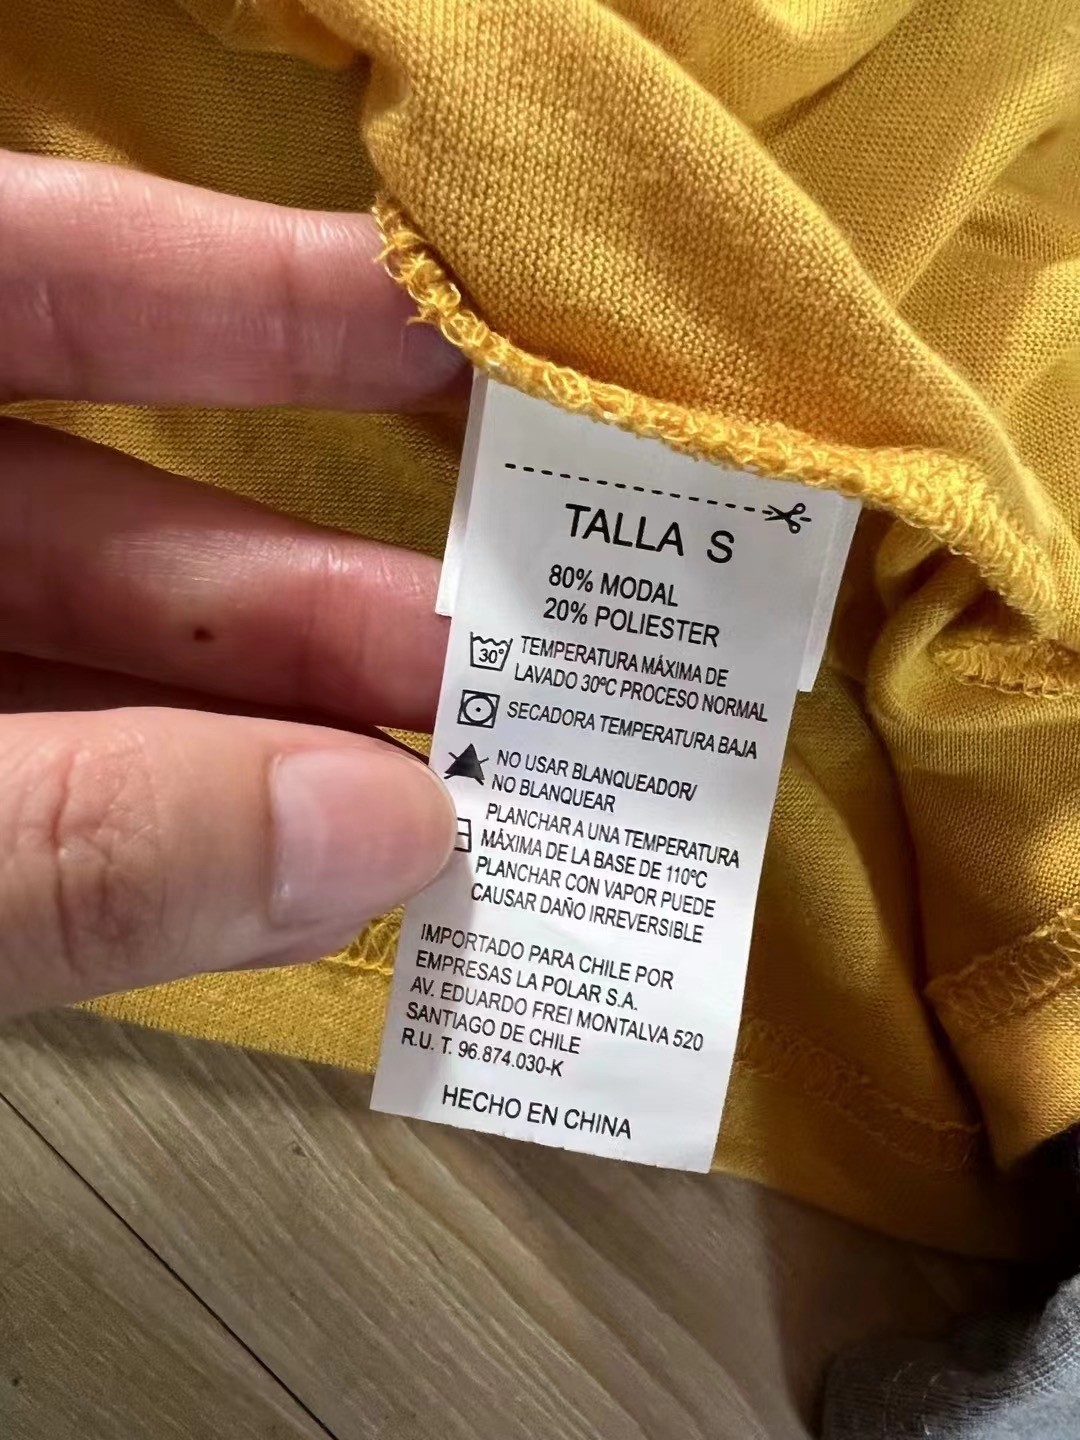 TALLA S
80% MODAL
20% POLIESTER
30°
TEMPERATURA MÁXIMA DE
LAVADO 30ºC PROCESO NORMAL
SECADORA TEMPERATURA BAJA
NO USAR BLANQUEADOR/
NO BLANQUEAR
PLANCHAR A UNA TEMPERATURA
MÁXIMA DE LA BASE DE 110ºC
PLANCHAR CON VAPOR PUEDE
CAUSAR DAÑO IRREVERSIBLE
IMPORTADO PARA CHILE POR
EMPRESAS LA POLAR S.A.
AV. EDUARDO FREI MONTALVA 520
SANTIAGO DE CHILE
R.U. T. 96.874.030-K
HECHO EN CHINA